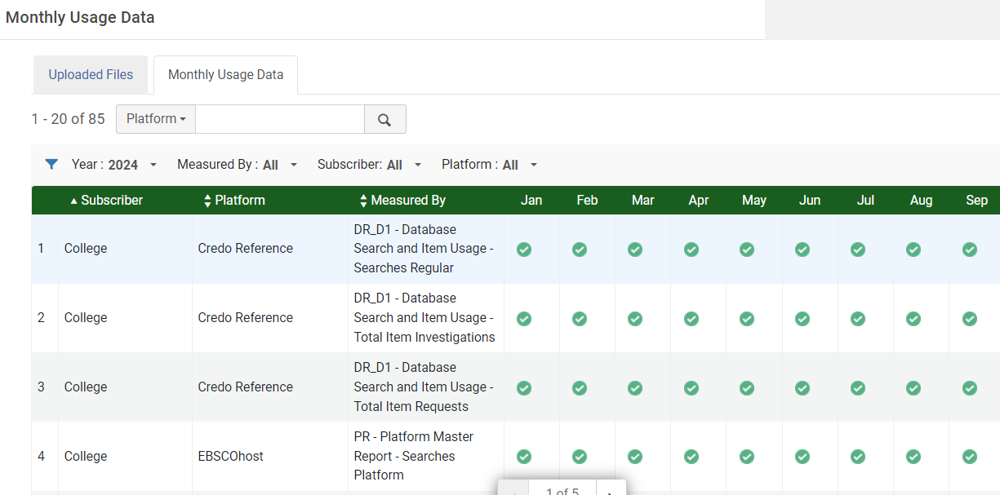 Monthly Usage Data
Uploaded Files Monthly Usage Data
1 - 20 of 85 Platform
Year : 2024 Measured By : All Subscriber: All Platform : All
Subscriber Platform Measured By Jan Feb Mar Apr May Jun Jul Aug Sep
1 College Credo Reference DR_D1 - Database
Search and Item Usage -
Searches Regular
2 College Credo Reference DR_D1 - Database
Search and Item Usage -
Total Item Investigations
3 College Credo Reference DR_D1 - Database
Search and Item Usage -
Total Item Requests
4 College EBSCOhost PR - Platform Master
Report - Searches
Platform
1 of 5